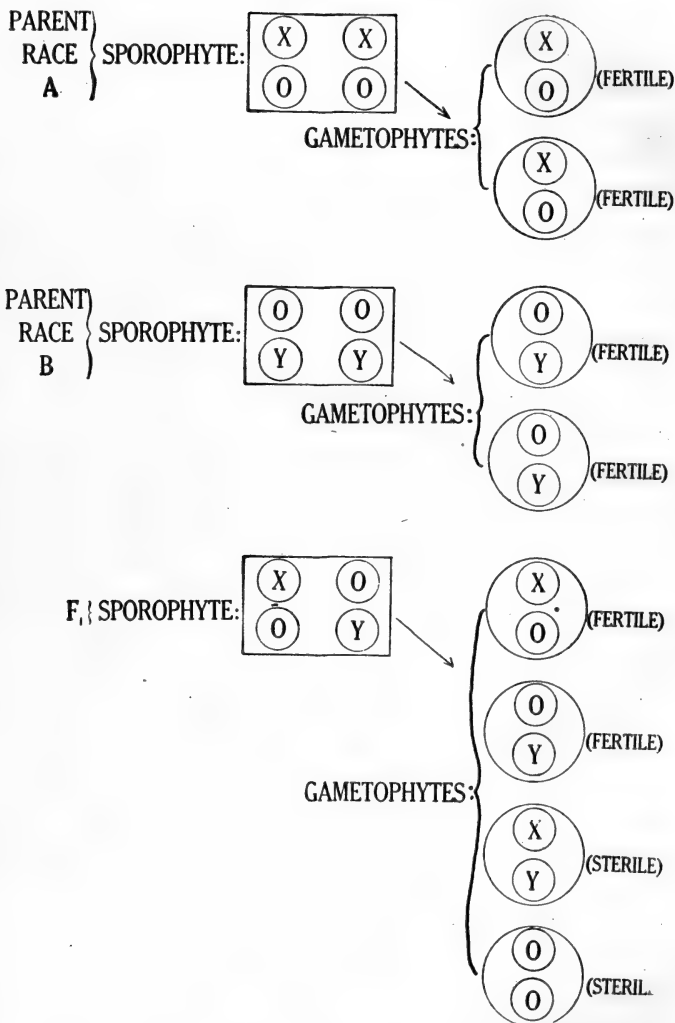 PARENT
RACE
A
SPOROPHYTE:
X X
O O
GAMETOPHYTES:
X
O
(FERTILE)
X
O
(FERTILE)
PARENT
RACE
B
SPOROPHYTE:
O O
Y Y
GAMETOPHYTES:
O
Y
(FERTILE)
O
Y
(FERTILE)
F₁ SPOROPHYTE:
X O
O Y
GAMETOPHYTES:
X
O
(FERTILE)
O
Y
(FERTILE)
X
Y
(STERILE)
O
O
(STERIL